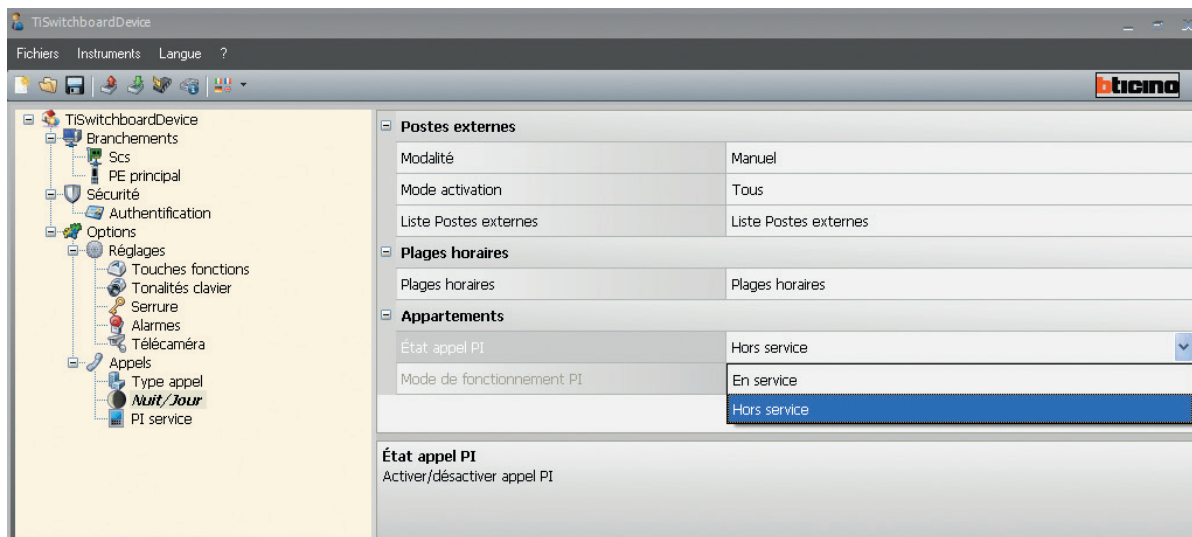 TiSwitchboardDevice
Fichiers Instruments Langue ?
bticino
TiSwitchboardDevice
Branchements
Scs
PE principal
Sécurité
Authentification
Options
Réglages
Touches fonctions
Tonalités clavier
Serrure
Alarmes
Télécaméra
Appels
Type appel
Nuit/Jour
PI service
Postes externes
Modalité Manuel
Mode activation Tous
Liste Postes externes Liste Postes externes
Plages horaires
Plages horaires Plages horaires
Appartements
État appel PI Hors service
Mode de fonctionnement PI En service
Hors service
État appel PI
Activer/désactiver appel PI